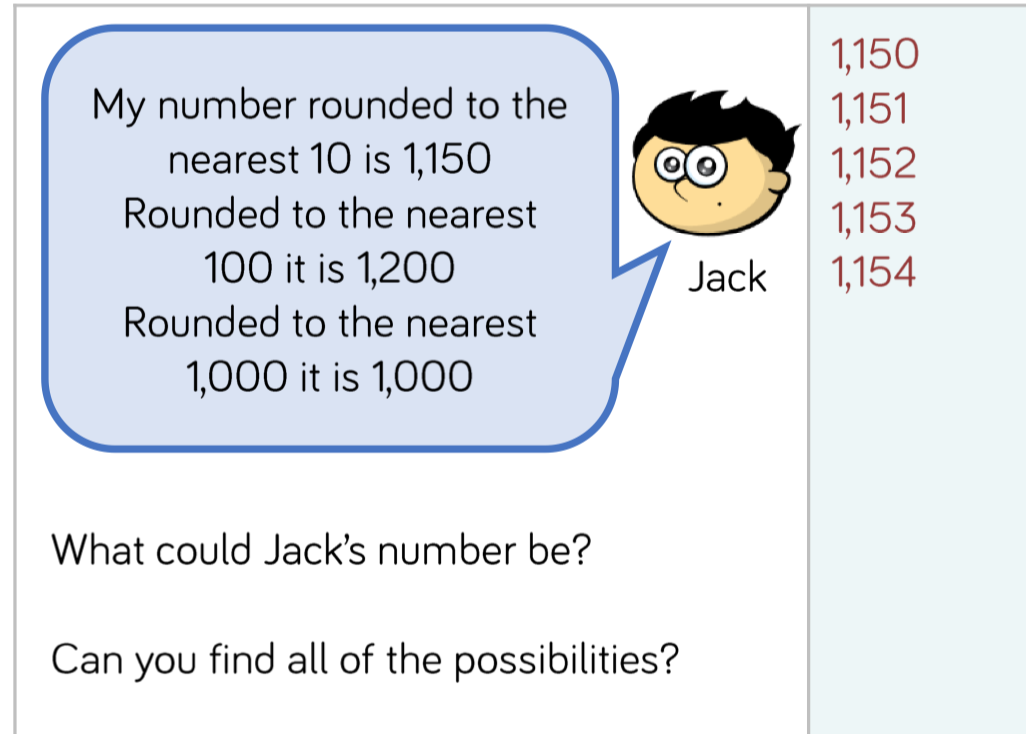 My number rounded to the
nearest 10 is 1,150
Rounded to the nearest
100 it is 1,200
Rounded to the nearest
1,000 it is 1,000
Jack
What could Jack's number be?
Can you find all of the possibilities?
1,150
1,151
1,152
1,153
1,154